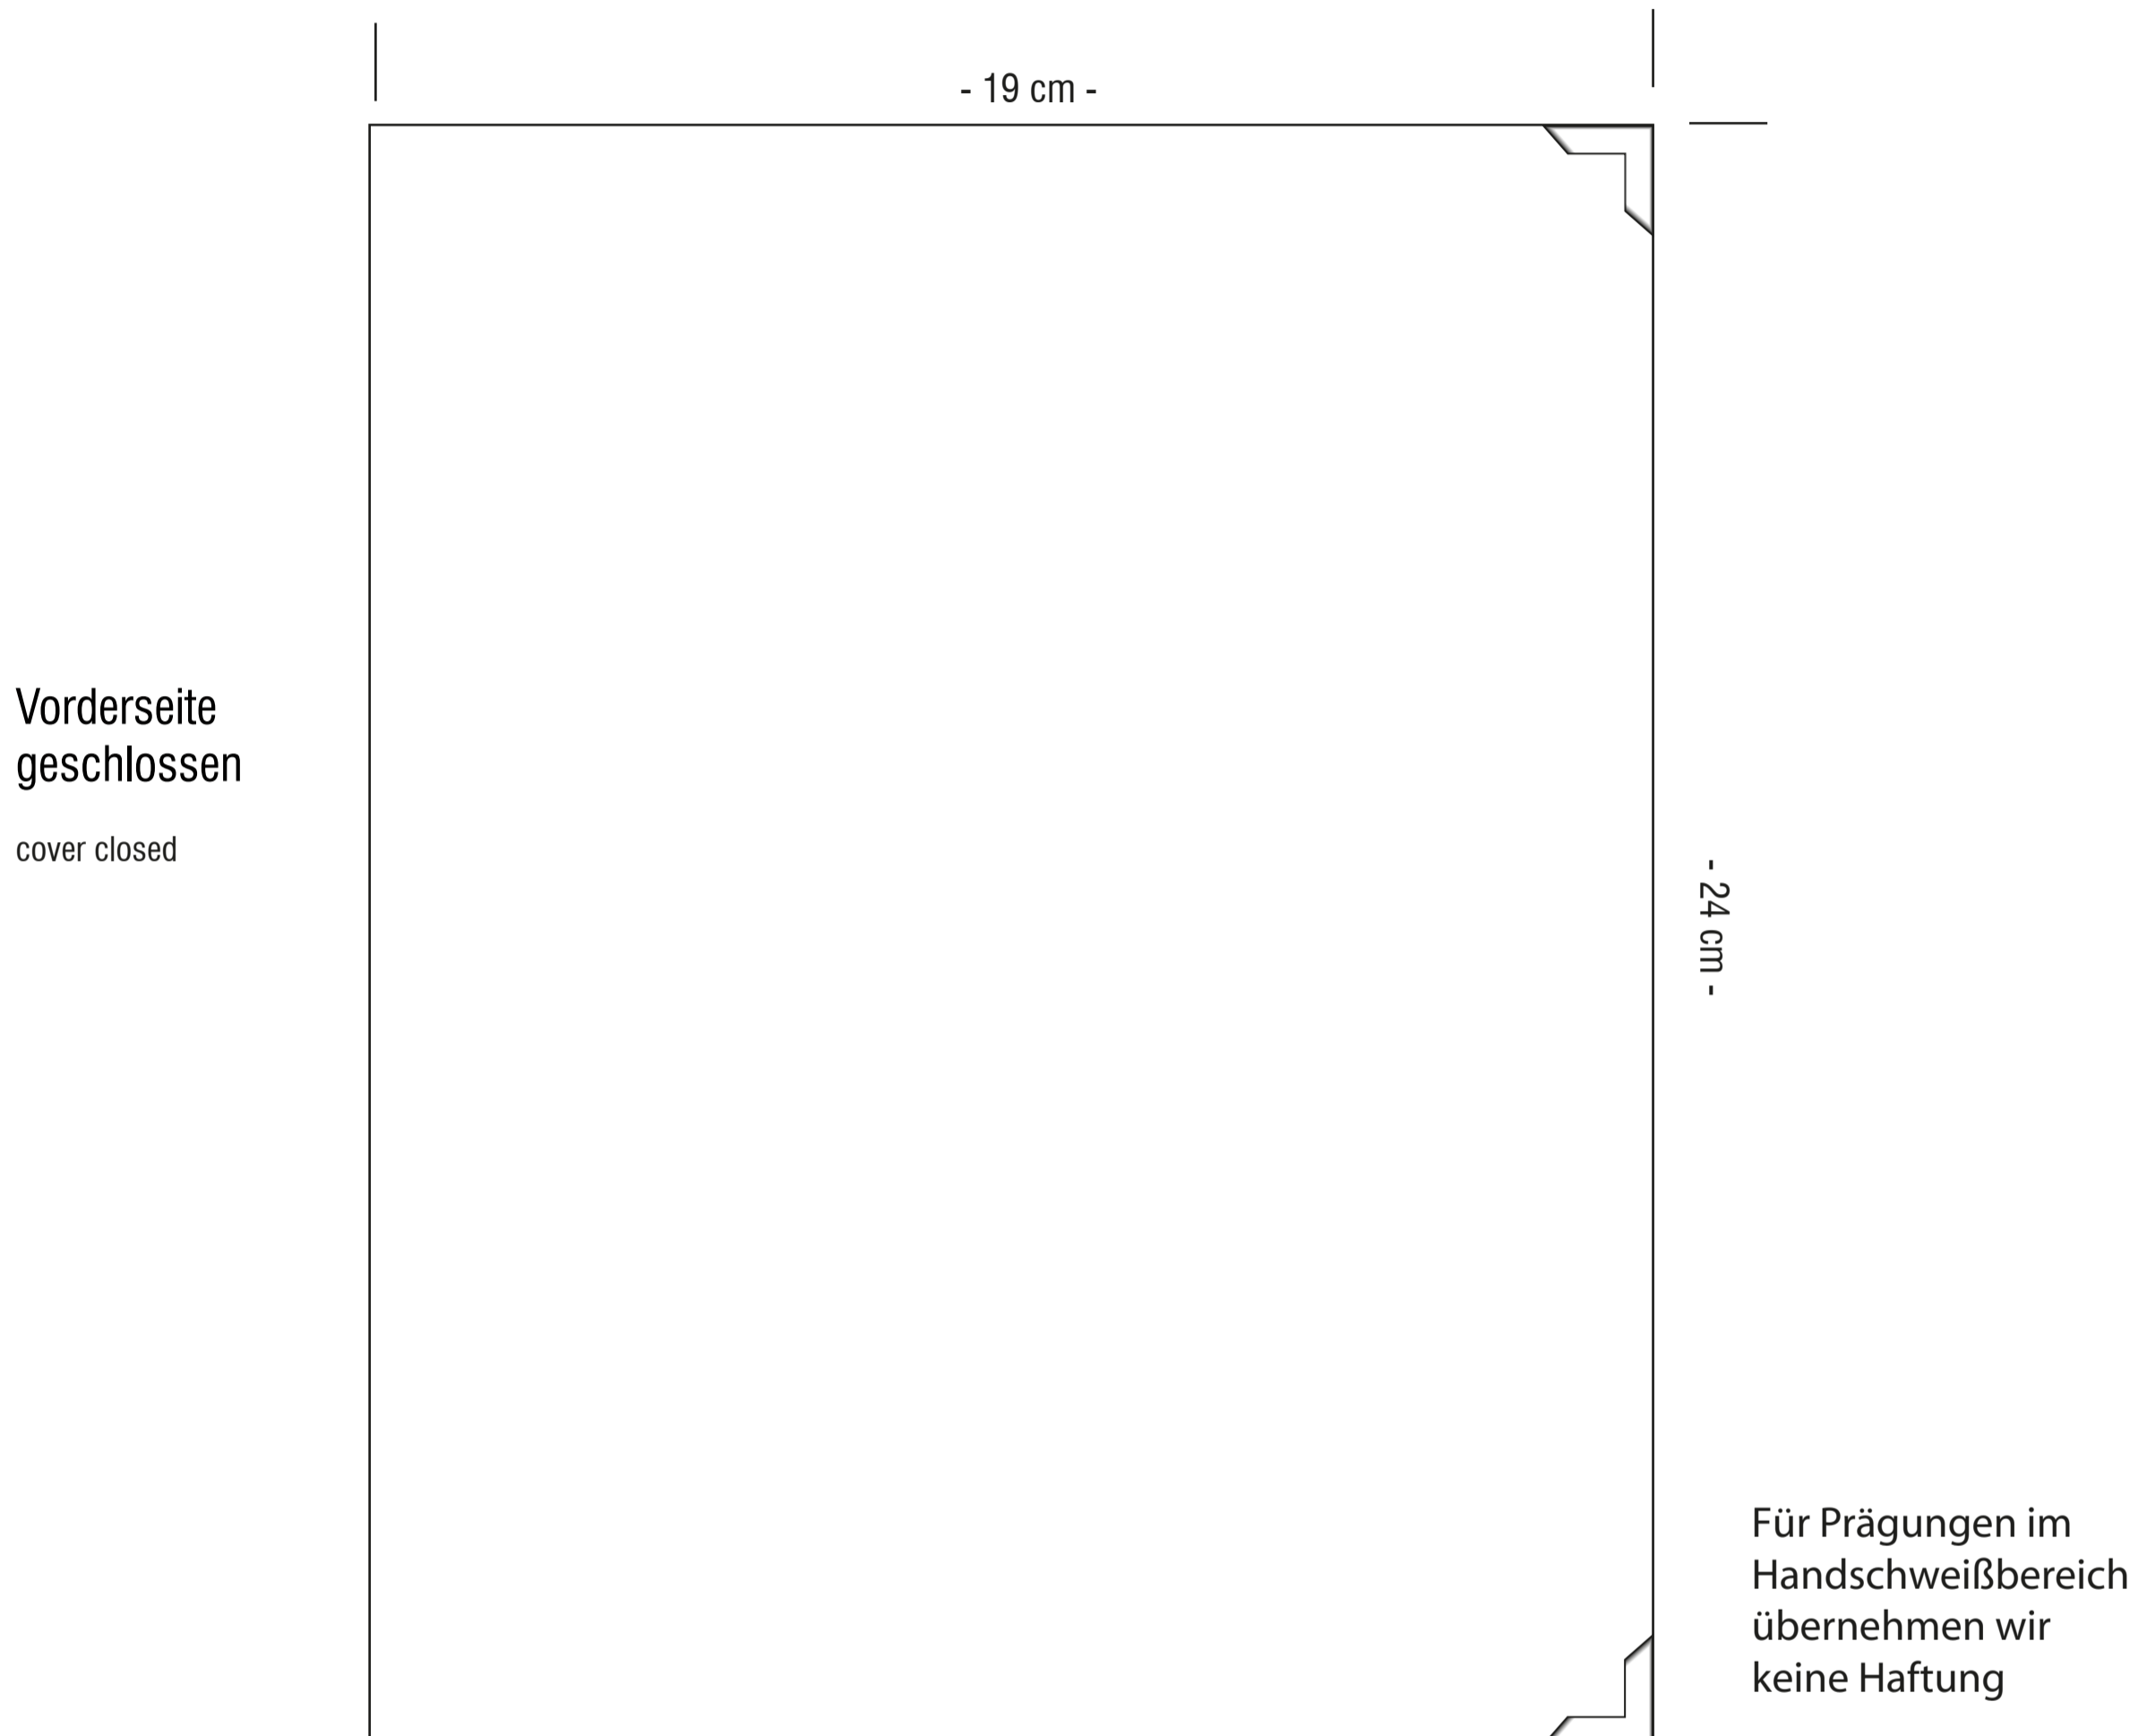 - 19 cm -
Vorderseite
geschlossen
cover closed
- 24 cm -
Für Prägungen im
Handschweißbereich
übernehmen wir
keine Haftung